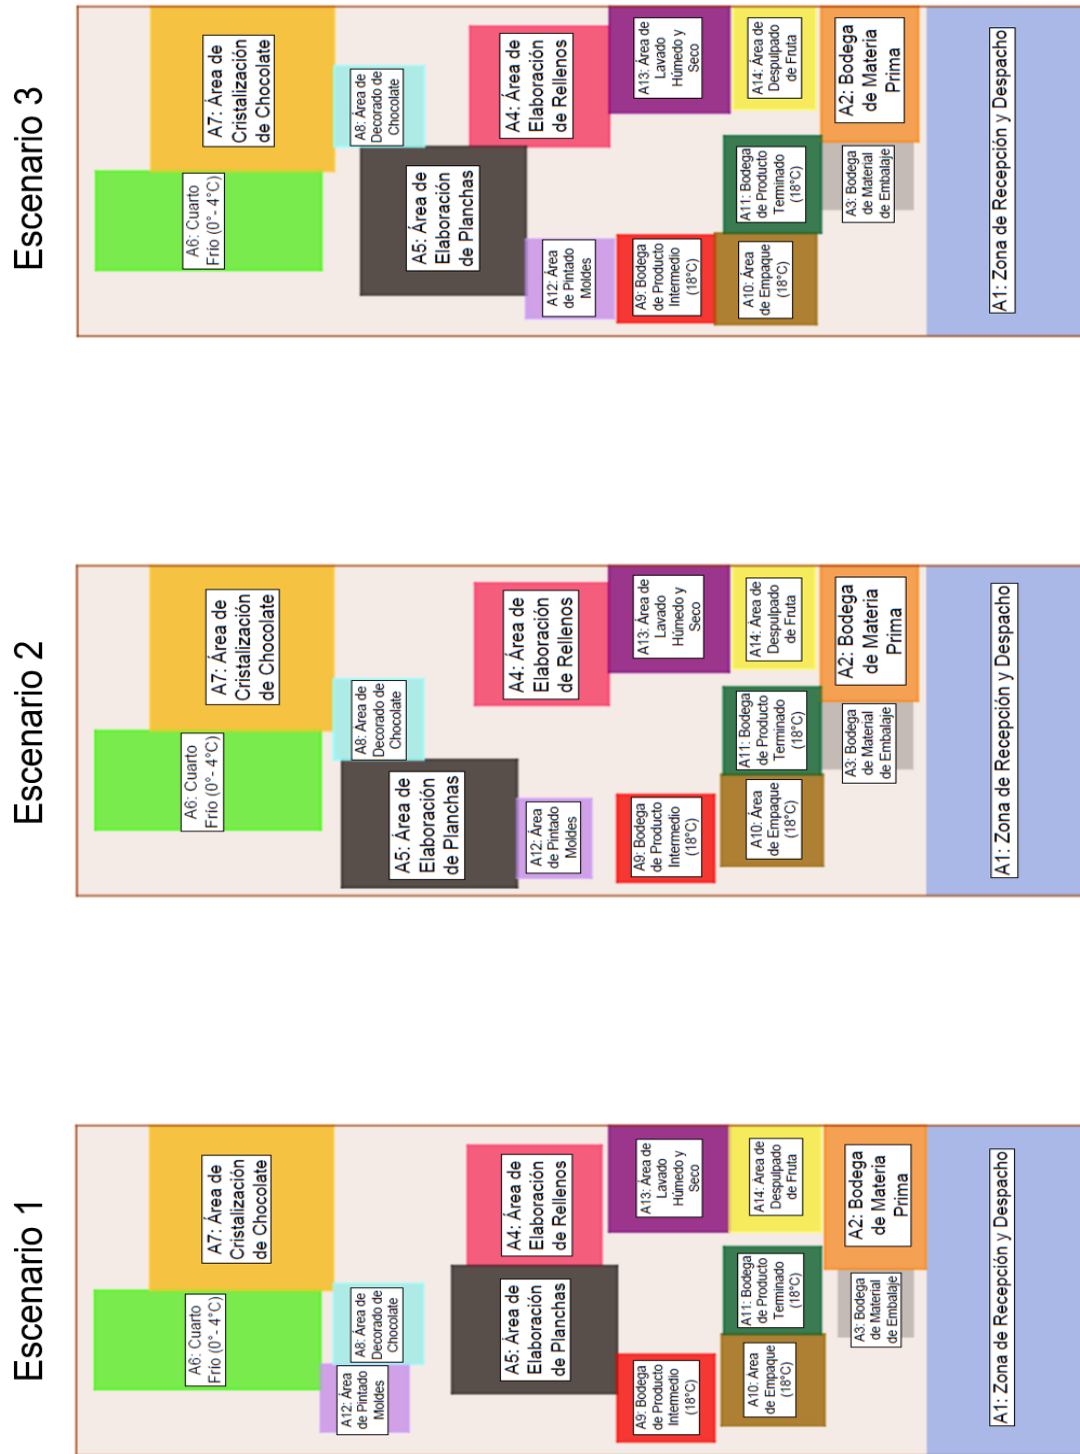 Escenario 1
A6: Cuarto
Frío (0°- 4°C)
A7: Área de
Cristalización
de Chocolate
A12: Área
de Pintado
Moldes
A8: Área de
Decorado de
Chocolate
A5: Área de
Elaboración
de Planchas
A4: Área de
Elaboración
de Rellenos
A9: Bodega
de Producto
Intermedio
(18°C)
A13: Área de
Lavado
Húmedo y
Seco
A10: Área
de Empaque
(18°C)
A11: Bodega
de Producto
Terminado
(18°C)
A14: Área de
Despulpado
de Fruta
A3: Bodega
de Material
de Embalaje
A2: Bodega
de Materia
Prima
A1: Zona de Recepción y Despacho
Escenario 2
A6: Cuarto
Frío (0°- 4°C)
A7: Área de
Cristalización
de Chocolate
A8: Área de
Decorado de
Chocolate
A5: Área de
Elaboración
de Planchas
A4: Área de
Elaboración
de Rellenos
A12: Área
de Pintado
Moldes
A9: Bodega
de Producto
Intermedio
(18°C)
A13: Área de
Lavado
Húmedo y
Seco
A10: Área
de Empaque
(18°C)
A11: Bodega
de Producto
Terminado
(18°C)
A14: Área de
Despulpado
de Fruta
A3: Bodega
de Material
de Embalaje
A2: Bodega
de Materia
Prima
A1: Zona de Recepción y Despacho
Escenario 3
A6: Cuarto
Frío (0°- 4°C)
A7: Área de
Cristalización
de Chocolate
A8: Área de
Decorado de
Chocolate
A5: Área de
Elaboración
de Planchas
A4: Área de
Elaboración
de Rellenos
A12: Área
de Pintado
Moldes
A9: Bodega
de Producto
Intermedio
(18°C)
A13: Área de
Lavado
Húmedo y
Seco
A10: Área
de Empaque
(18°C)
A11: Bodega
de Producto
Terminado
(18°C)
A14: Área de
Despulpado
de Fruta
A3: Bodega
de Material
de Embalaje
A2: Bodega
de Materia
Prima
A1: Zona de Recepción y Despacho